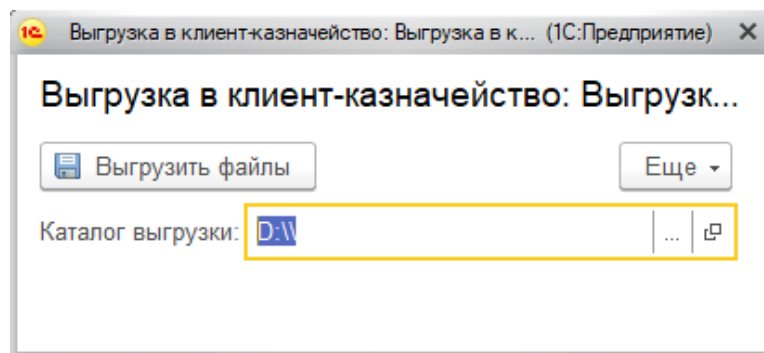 1С Выгрузка в клиент-казначейство: Выгрузка в к... (1С:Предприятие) ×
Выгрузка в клиент-казначейство: Выгрузк...
Выгрузить файлы Еще
Каталог выгрузки: D:\\ ...